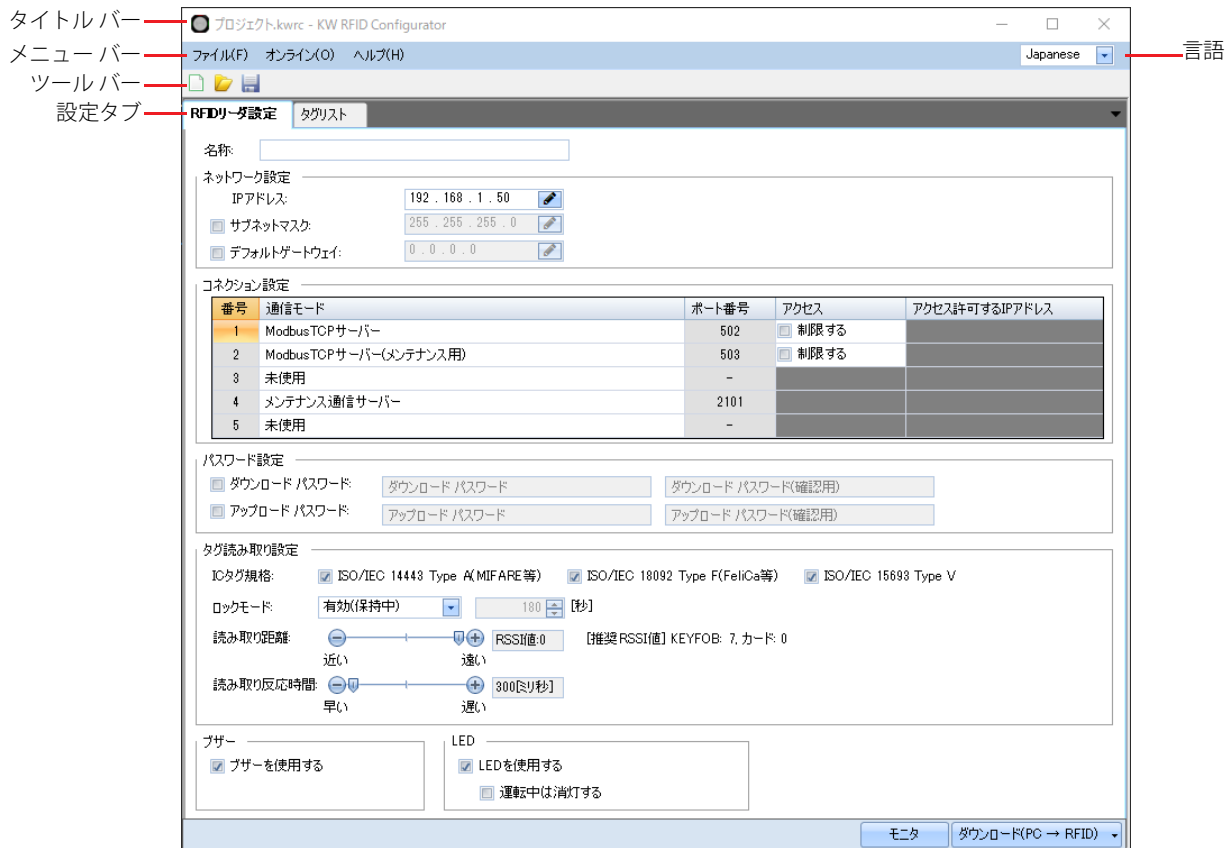 タイトル バー
プロジェクト.kwrc - KW RFID Configurator
メニュー バー
ファイル(F) オンライン(O) ヘルプ(H)
Japanese
言語
ツール バー
設定タブ
RFIDリーダ設定 タグリスト
名称:
ネットワーク設定
IPアドレス: 192 . 168 . 1 . 50
サブネットマスク: 255 . 255 . 255 . 0
デフォルトゲートウェイ: 0 . 0 . 0 . 0
コネクション設定
番号 通信モード ポート番号 アクセス アクセス許可するIPアドレス
1 ModbusTCPサーバー 502 制限する
2 ModbusTCPサーバー(メンテナンス用) 503 制限する
3 未使用 -
4 メンテナンス通信サーバー 2101
5 未使用 -
パスワード設定
ダウンロード パスワード: ダウンロード パスワード ダウンロード パスワード(確認用)
アップロード パスワード: アップロード パスワード アップロード パスワード(確認用)
タグ読み取り設定
ICタグ規格: ISO/IEC 14443 Type A(MIFARE等) ISO/IEC 18092 Type F(FeliCa等) ISO/IEC 15693 Type V
ロックモード: 有効(保持中) 180 [秒]
読み取り距離: RSSI値:0 [推奨RSSI値] KEYFOB: 7, カード: 0
近い 遠い
読み取り反応時間: 300[ミリ秒]
早い 遅い
ブザー LED
ブザーを使用する LEDを使用する
運転中は消灯する
モニタ ダウンロード(PC → RFID)